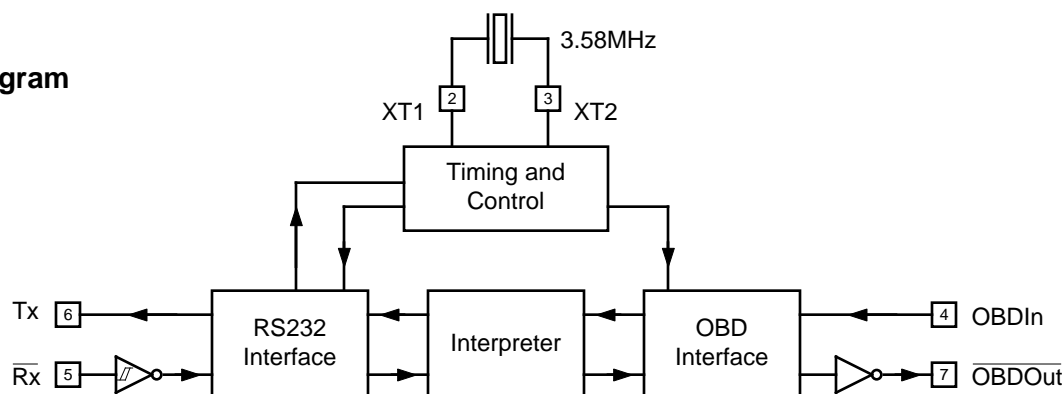 gram
3.58MHz
2
3
XT1
XT2
Timing and
Control
Tx
6
RS232
Interface
Interpreter
OBD
Interface
4
OBDIn
Rx
5
7
OBDOut